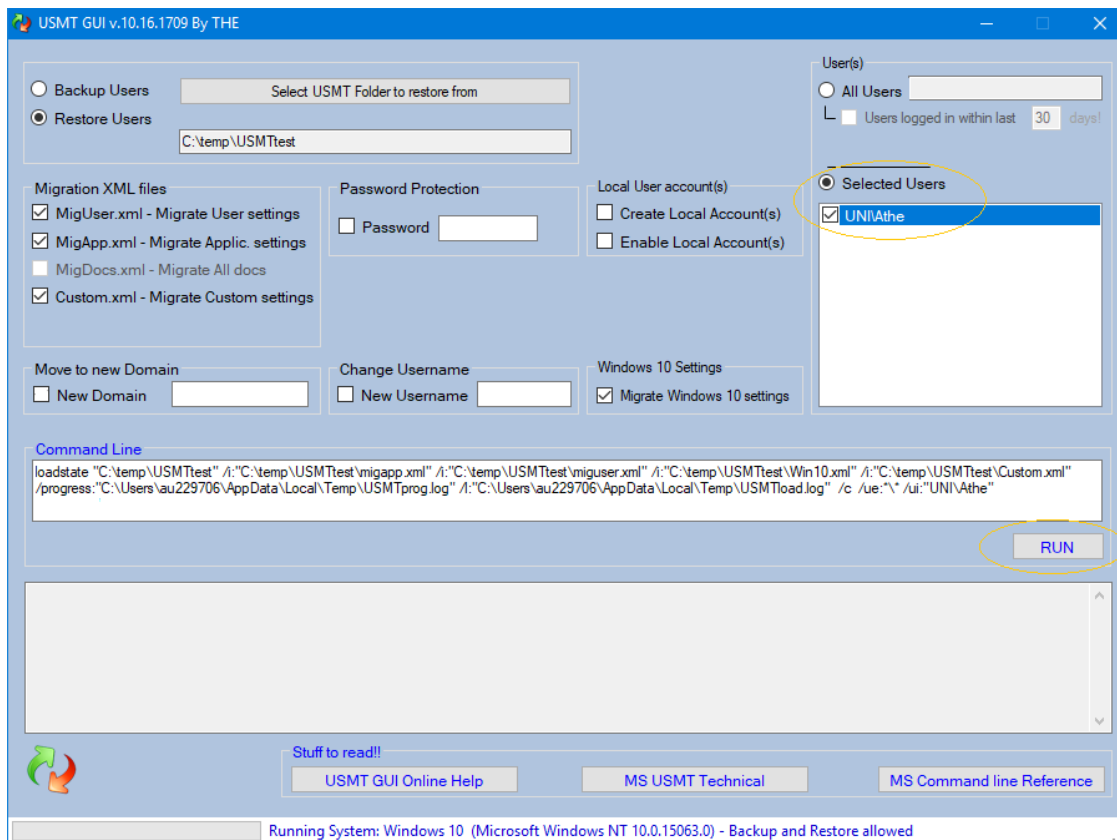 USMT GUI v.10.16.1709 By THE
Backup Users
Select USMT Folder to restore from
Restore Users
C:\temp\USMTtest
User(s)
All Users
Users logged in within last 30 days!
Selected Users
UNI\Athe
Migration XML files
MigUser.xml - Migrate User settings
MigApp.xml - Migrate Applic. settings
MigDocs.xml - Migrate All docs
Custom.xml - Migrate Custom settings
Password Protection
Password
Local User account(s)
Create Local Account(s)
Enable Local Account(s)
Move to new Domain
New Domain
Change Username
New Username
Windows 10 Settings
Migrate Windows 10 settings
Command Line
loadstate "C:\temp\USMTtest" /i:"C:\temp\USMTtest\migapp.xml" /i:"C:\temp\USMTtest\miguser.xml" /i:"C:\temp\USMTtest\Win10.xml" /i:"C:\temp\USMTtest\Custom.xml"
/progress:"C:\Users\au229706\AppData\Local\Temp\USMTprog.log" /l:"C:\Users\au229706\AppData\Local\Temp\USMTload.log" /c /ue:*\* /ui:"UNI\Athe"
RUN
Stuff to read!!
USMT GUI Online Help
MS USMT Technical
MS Command line Reference
Running System: Windows 10 (Microsoft Windows NT 10.0.15063.0) - Backup and Restore allowed